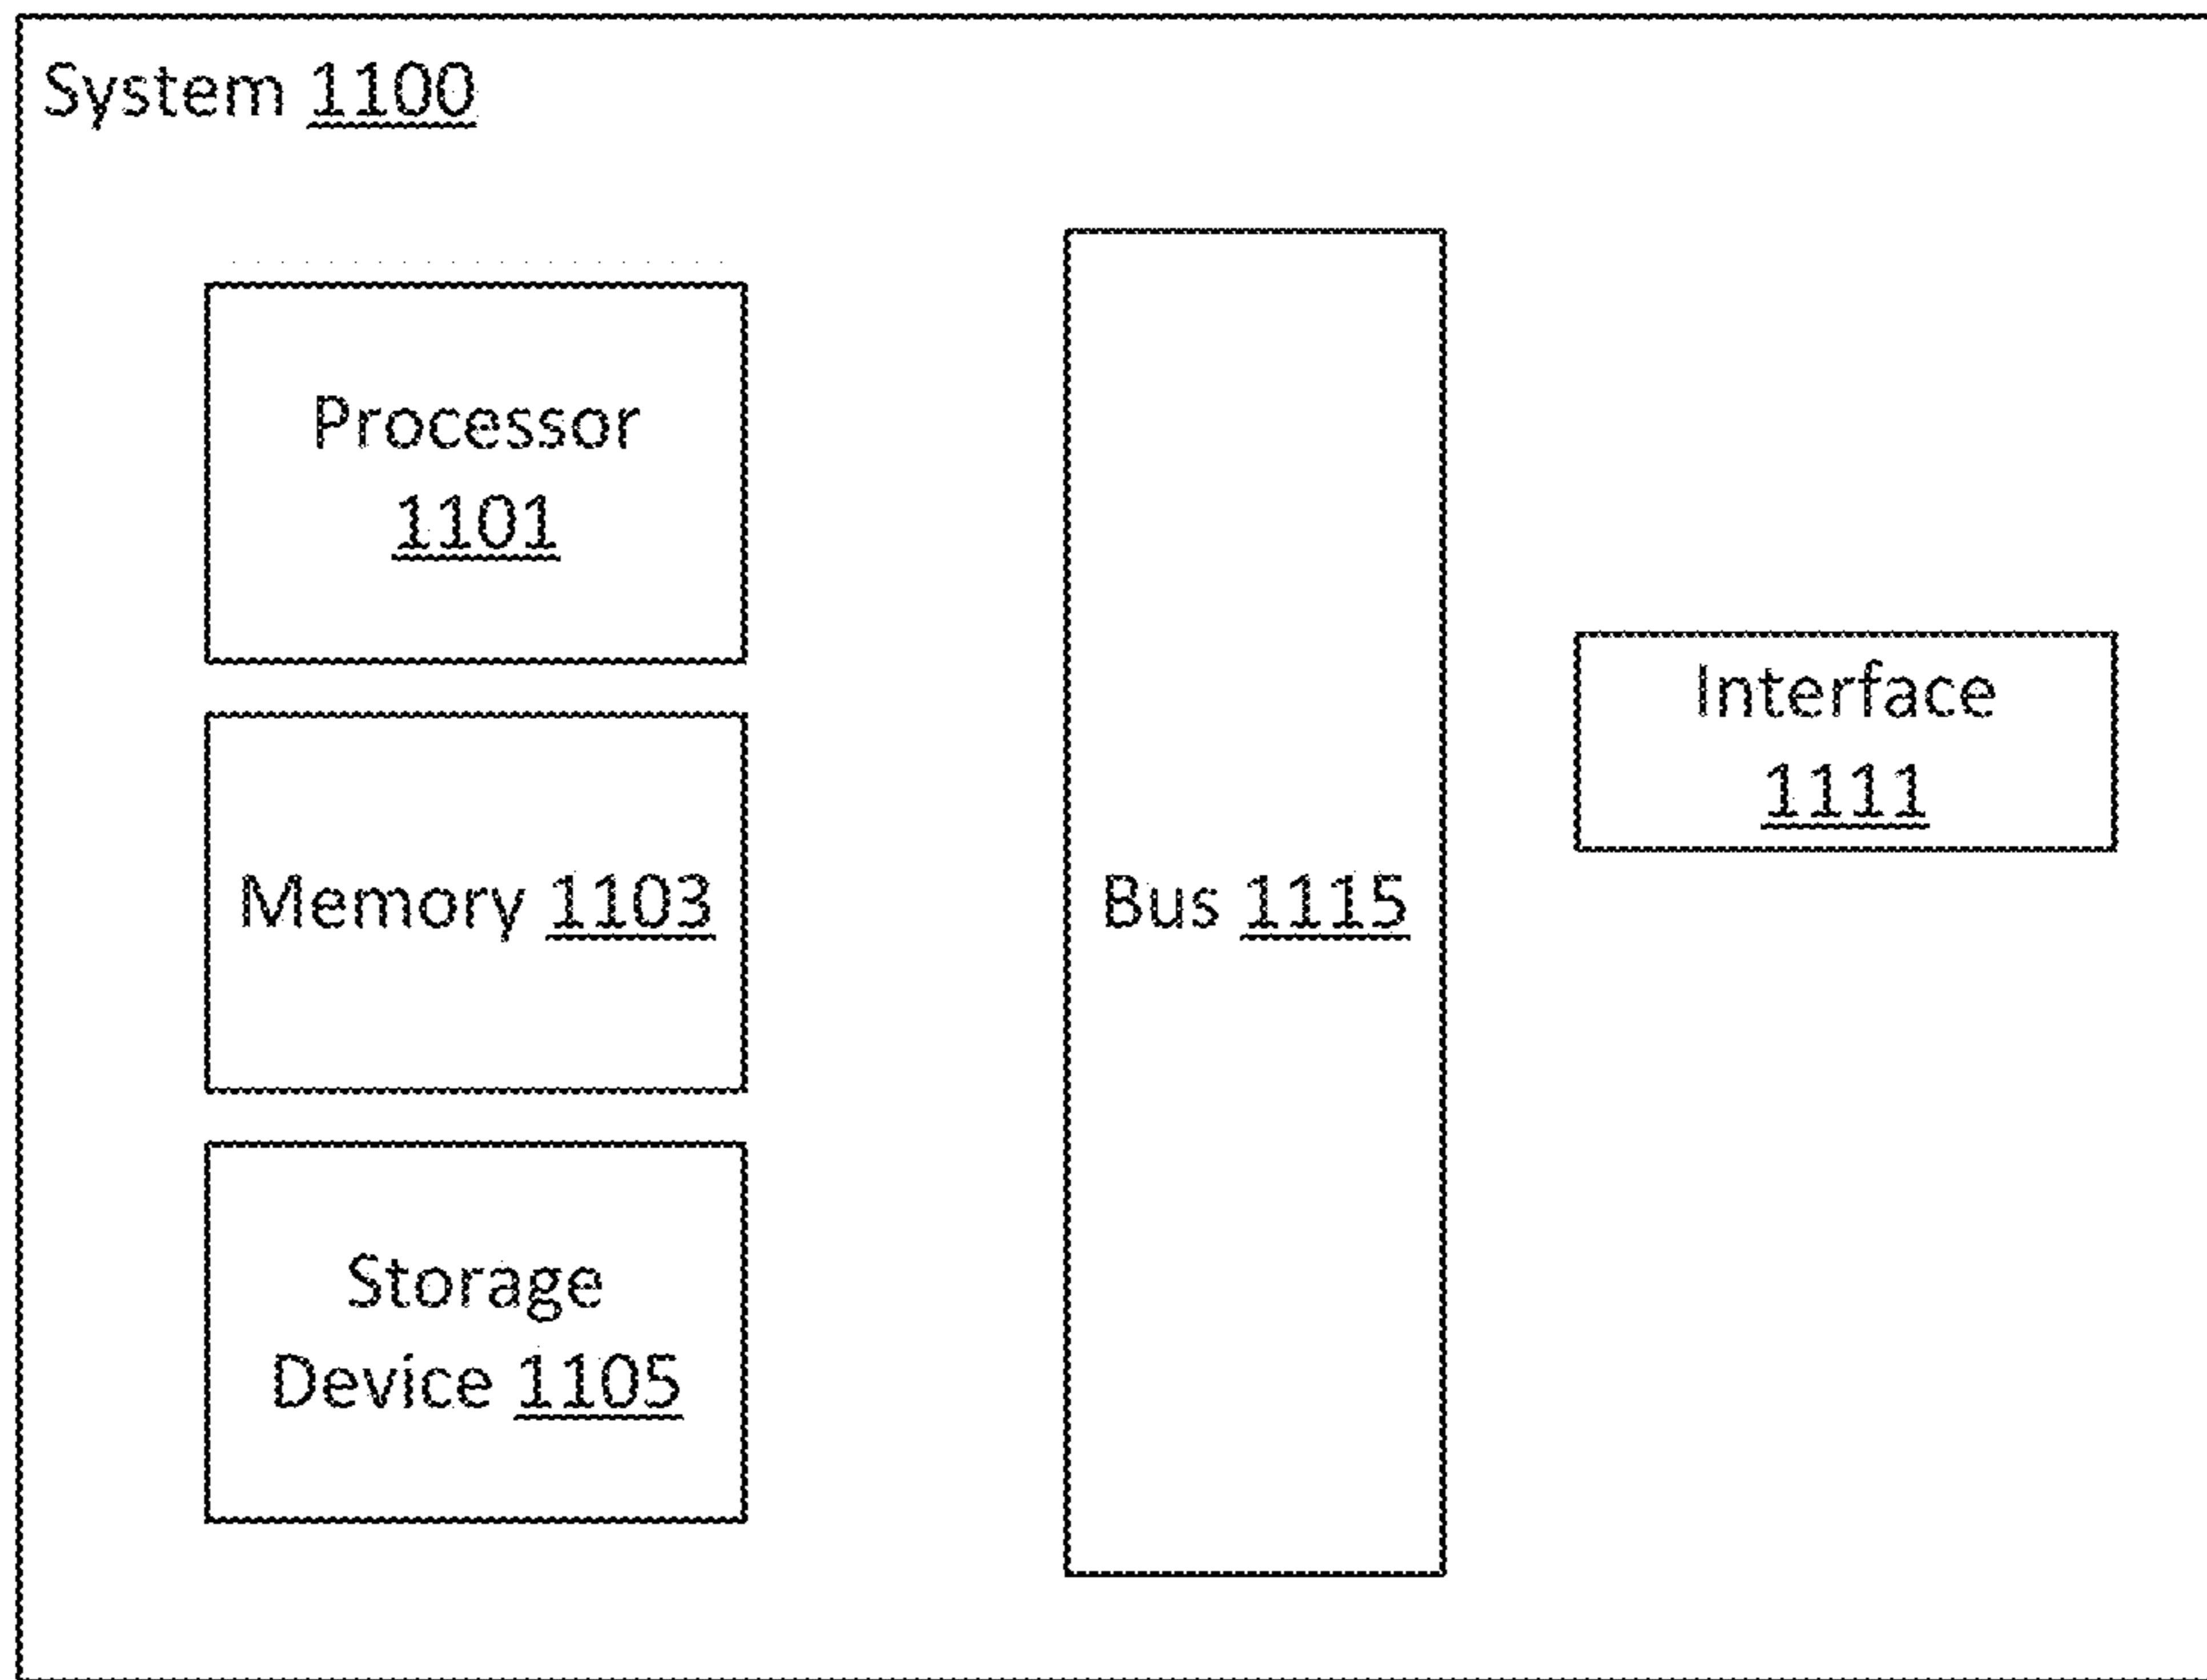 System 1100
Processor
1101
Memory 1103
Storage
Device 1105
Bus 1115
Interface
1111